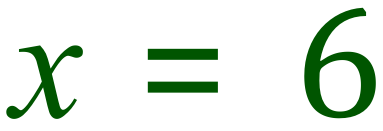 x = 6